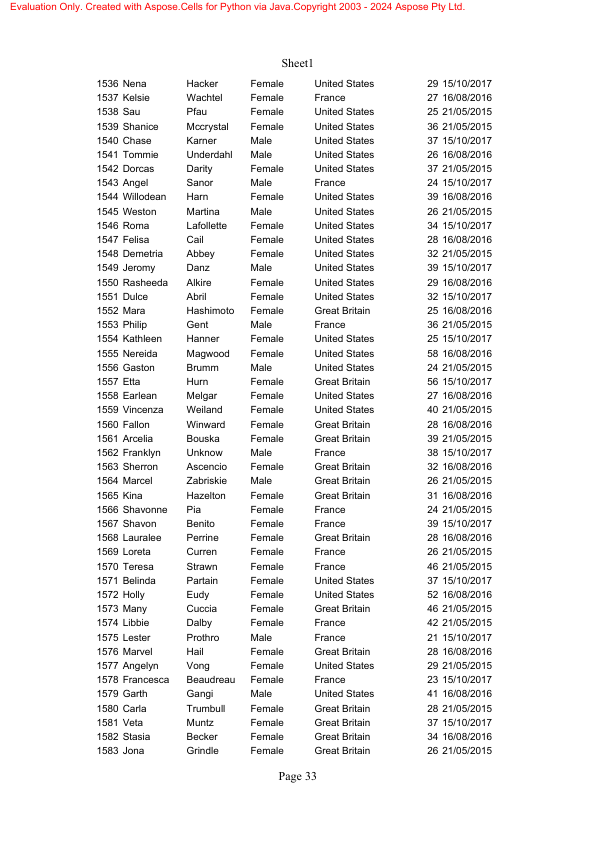 Evaluation Only. Created with Aspose.Cells for Python via Java.Copyright 2003 - 2024 Aspose Pty Ltd.
Sheet1
1536 Nena Hacker Female United States 29 15/10/2017
1537 Kelsie Wachtel Female France 27 16/08/2016
1538 Sau Pfau Female United States 25 21/05/2015
1539 Shanice Mccrystal Female United States 36 21/05/2015
1540 Chase Karner Male United States 37 15/10/2017
1541 Tommie Underdahl Male United States 26 16/08/2016
1542 Dorcas Darity Female United States 37 21/05/2015
1543 Angel Sanor Male France 24 15/10/2017
1544 Willodean Harn Female United States 39 16/08/2016
1545 Weston Martina Male United States 26 21/05/2015
1546 Roma Lafollette Female United States 34 15/10/2017
1547 Felisa Cail Female United States 28 16/08/2016
1548 Demetria Abbey Female United States 32 21/05/2015
1549 Jeromy Danz Male United States 39 15/10/2017
1550 Rasheeda Alkire Female United States 29 16/08/2016
1551 Dulce Abril Female United States 32 15/10/2017
1552 Mara Hashimoto Female Great Britain 25 16/08/2016
1553 Philip Gent Male France 36 21/05/2015
1554 Kathleen Hanner Female United States 25 15/10/2017
1555 Nereida Magwood Female United States 58 16/08/2016
1556 Gaston Brumm Male United States 24 21/05/2015
1557 Etta Hurn Female Great Britain 56 15/10/2017
1558 Earlean Melgar Female United States 27 16/08/2016
1559 Vincenza Weiland Female United States 40 21/05/2015
1560 Fallon Winward Female Great Britain 28 16/08/2016
1561 Arcelia Bouska Female Great Britain 39 21/05/2015
1562 Franklyn Unknow Male France 38 15/10/2017
1563 Sherron Ascencio Female Great Britain 32 16/08/2016
1564 Marcel Zabriskie Male Great Britain 26 21/05/2015
1565 Kina Hazelton Female Great Britain 31 16/08/2016
1566 Shavonne Pia Female France 24 21/05/2015
1567 Shavon Benito Female France 39 15/10/2017
1568 Lauralee Perrine Female Great Britain 28 16/08/2016
1569 Loreta Curren Female France 26 21/05/2015
1570 Teresa Strawn Female France 46 21/05/2015
1571 Belinda Partain Female United States 37 15/10/2017
1572 Holly Eudy Female United States 52 16/08/2016
1573 Many Cuccia Female Great Britain 46 21/05/2015
1574 Libbie Dalby Female France 42 21/05/2015
1575 Lester Prothro Male France 21 15/10/2017
1576 Marvel Hail Female Great Britain 28 16/08/2016
1577 Angelyn Vong Female United States 29 21/05/2015
1578 Francesca Beaudreau Female France 23 15/10/2017
1579 Garth Gangi Male United States 41 16/08/2016
1580 Carla Trumbull Female Great Britain 28 21/05/2015
1581 Veta Muntz Female Great Britain 37 15/10/2017
1582 Stasia Becker Female Great Britain 34 16/08/2016
1583 Jona Grindle Female Great Britain 26 21/05/2015
Page 33